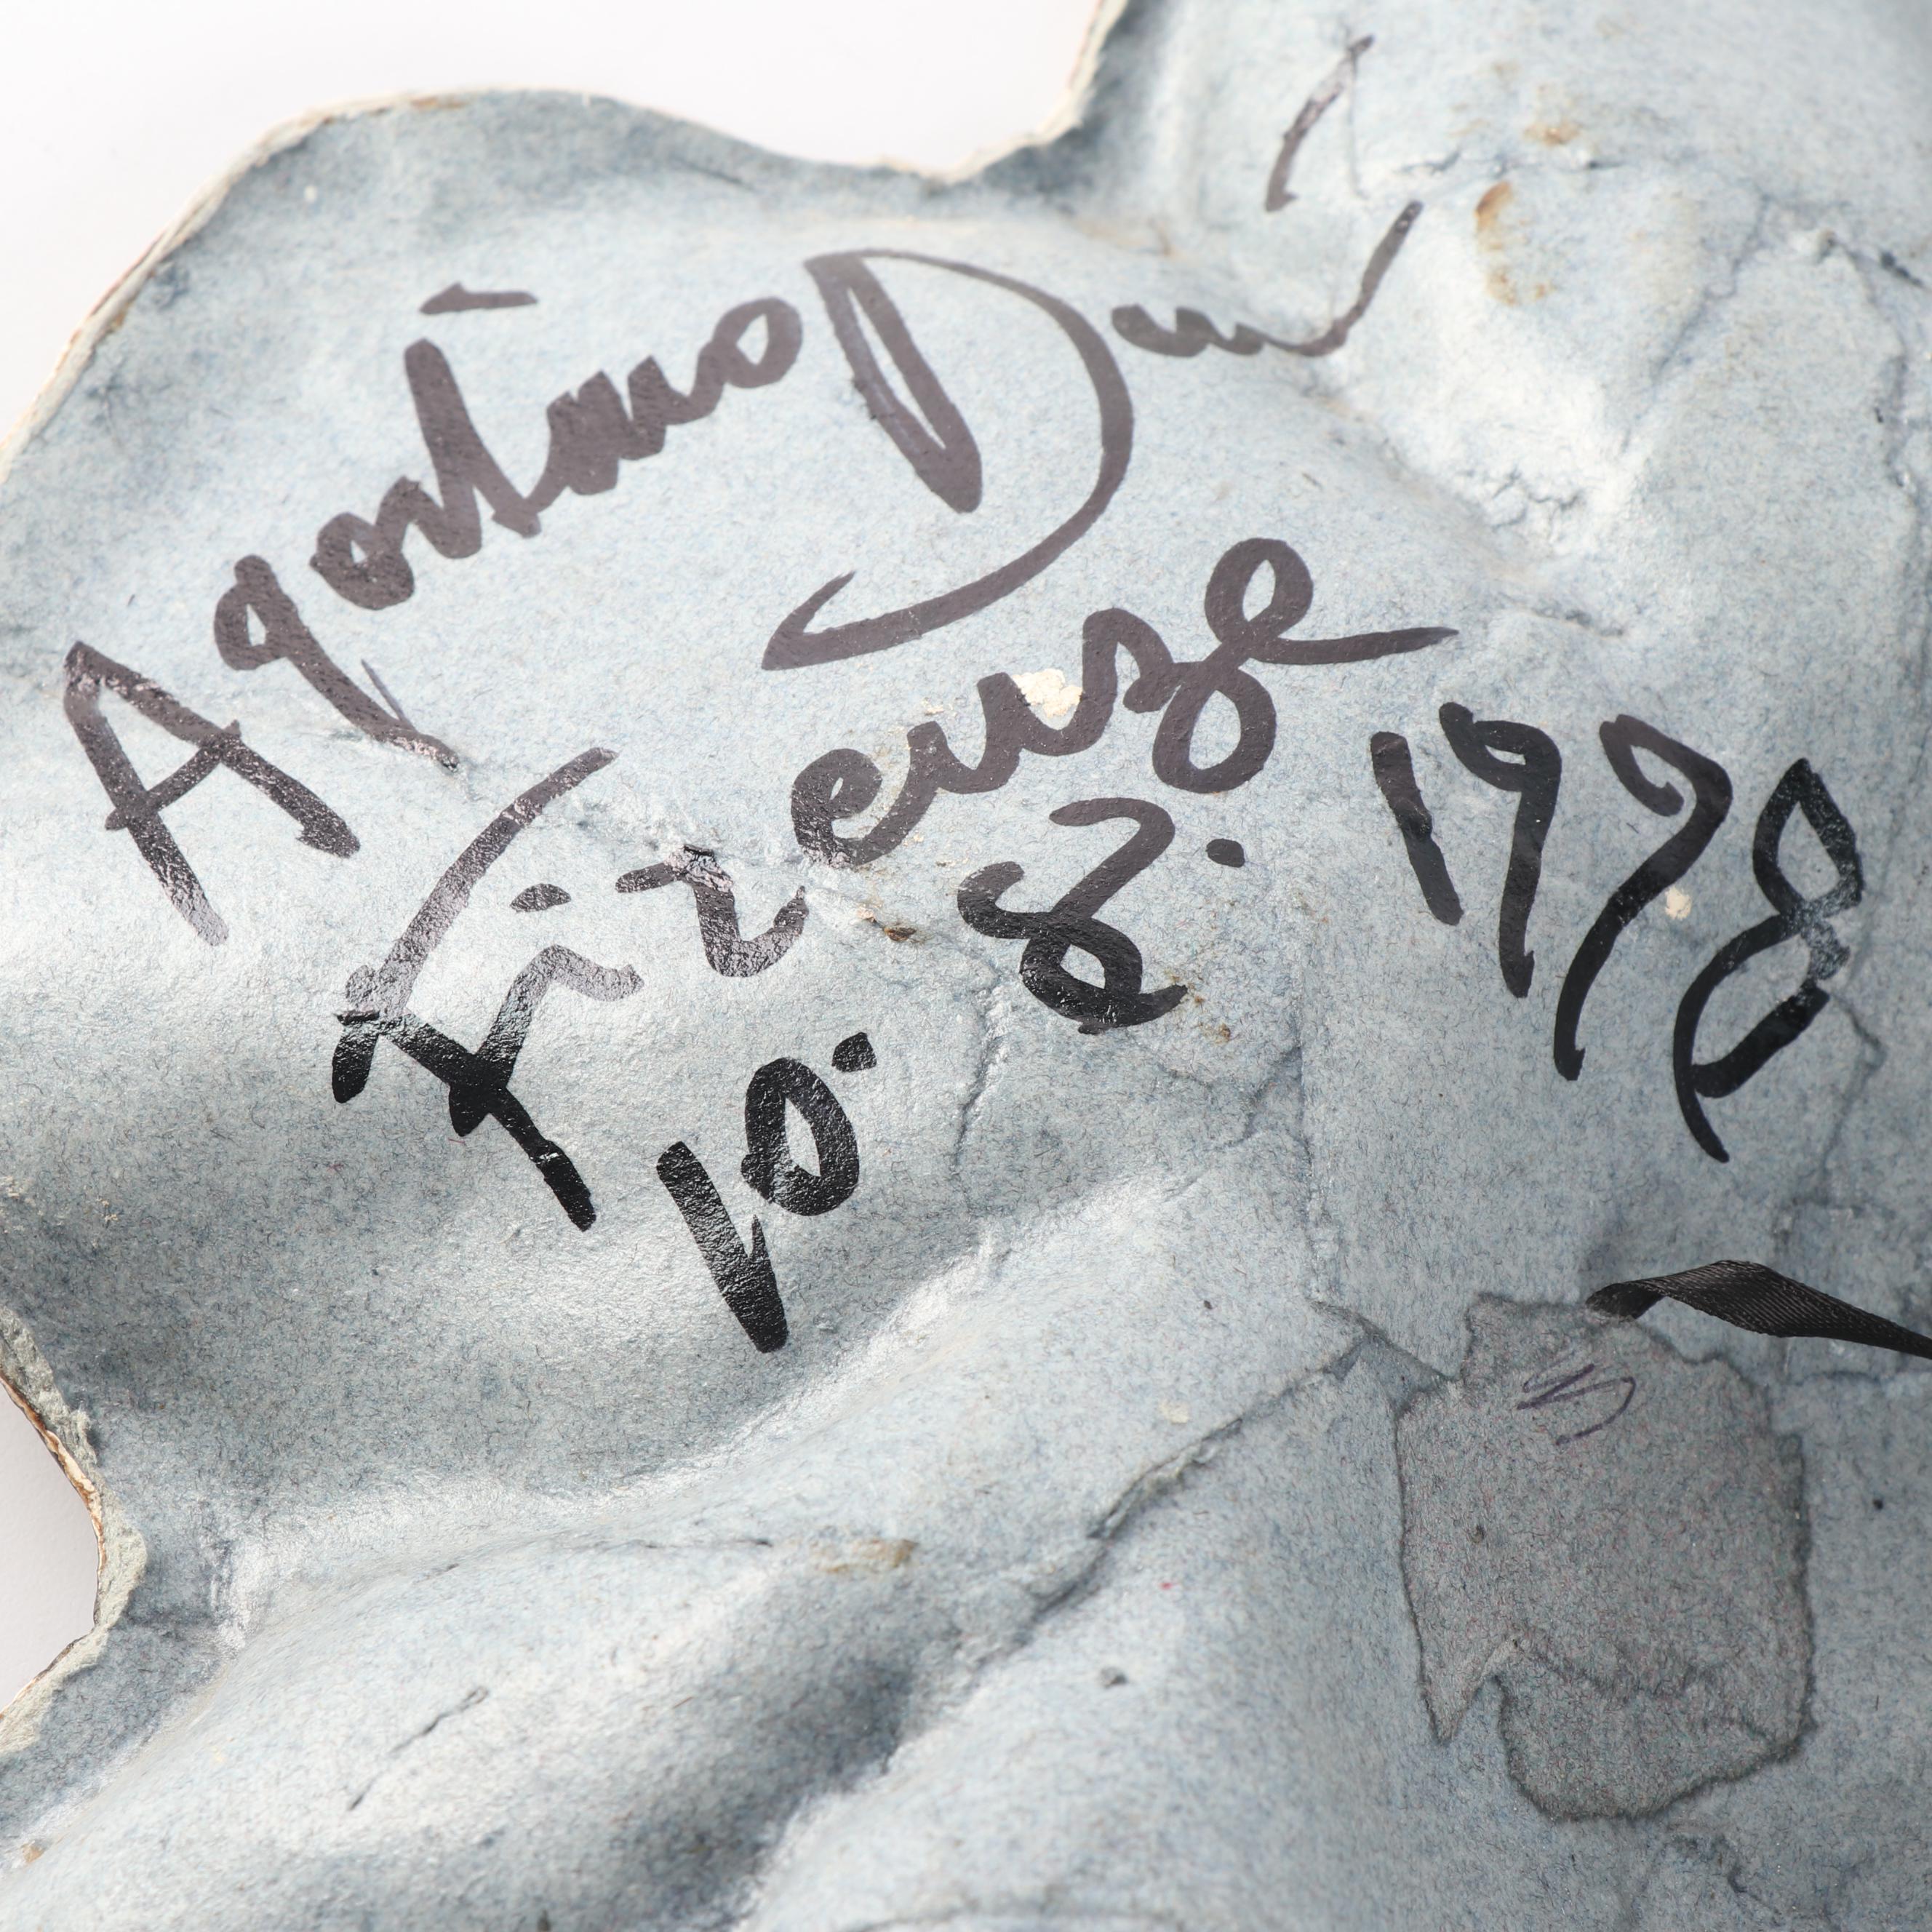 Agostino Dessì
Firenze
10. 8. 1998